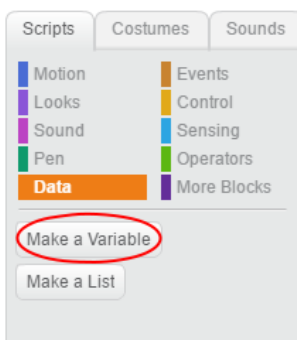 Scripts Costumes Sounds
Motion Events
Looks Control
Sound Sensing
Pen Operators
Data More Blocks
Make a Variable
Make a List